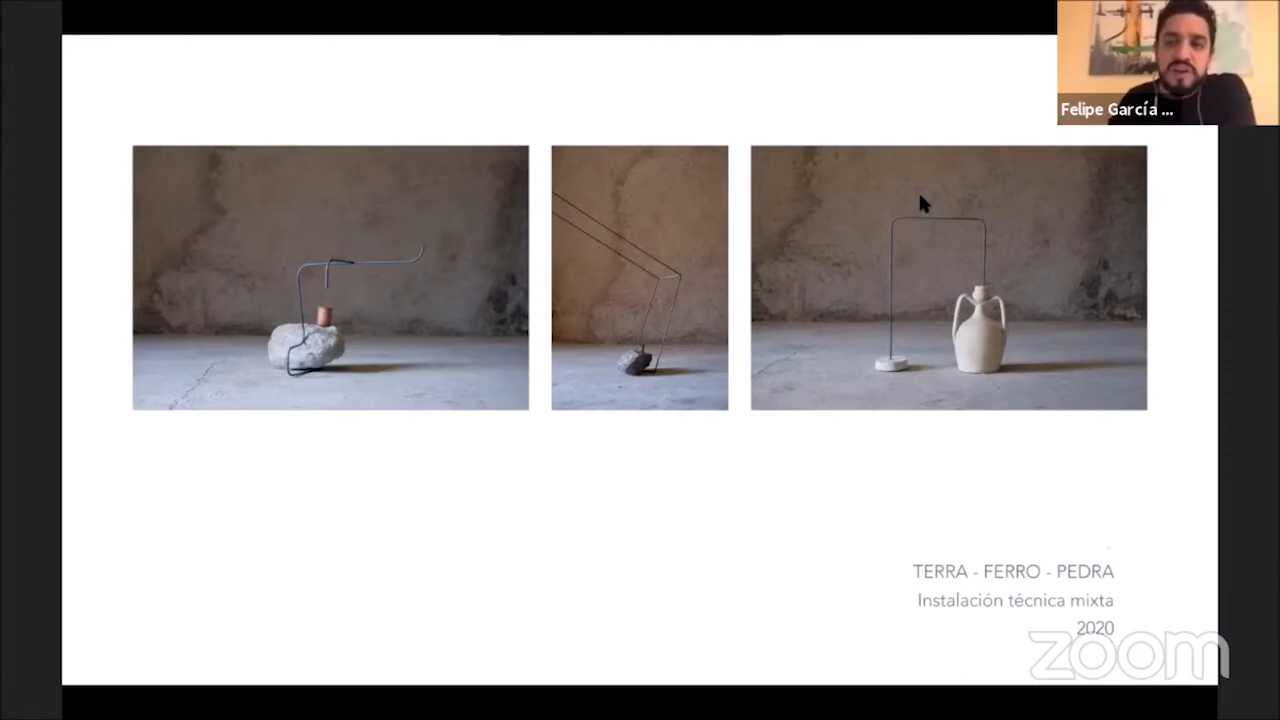 Felipe García ...
TERRA - FERRO - PEDRA
Instalación técnica mixta
2020
zoom